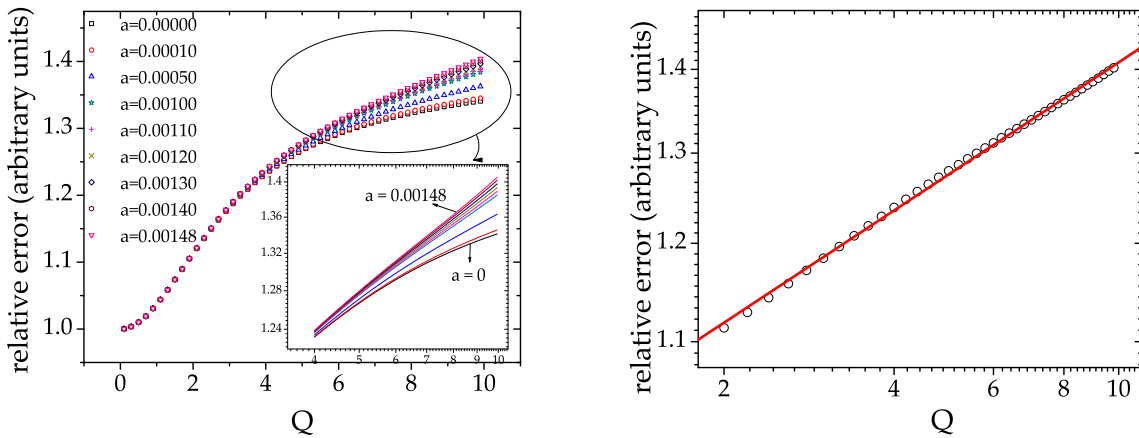 relative error (arbitrary units)
1.4
1.3
1.2
1.1
1.0
a=0.00000
a=0.00010
a=0.00050
a=0.00100
a=0.00110
a=0.00120
a=0.00130
a=0.00140
a=0.00148
1.4
1.36
1.32
1.28
1.24
a = 0.00148
a = 0
4 5 6 7 8 9 10
0 2 4 6 8 10
Q
relative error (arbitrary units)
1.4
1.3
1.2
1.1
2 4 6 8 10
Q